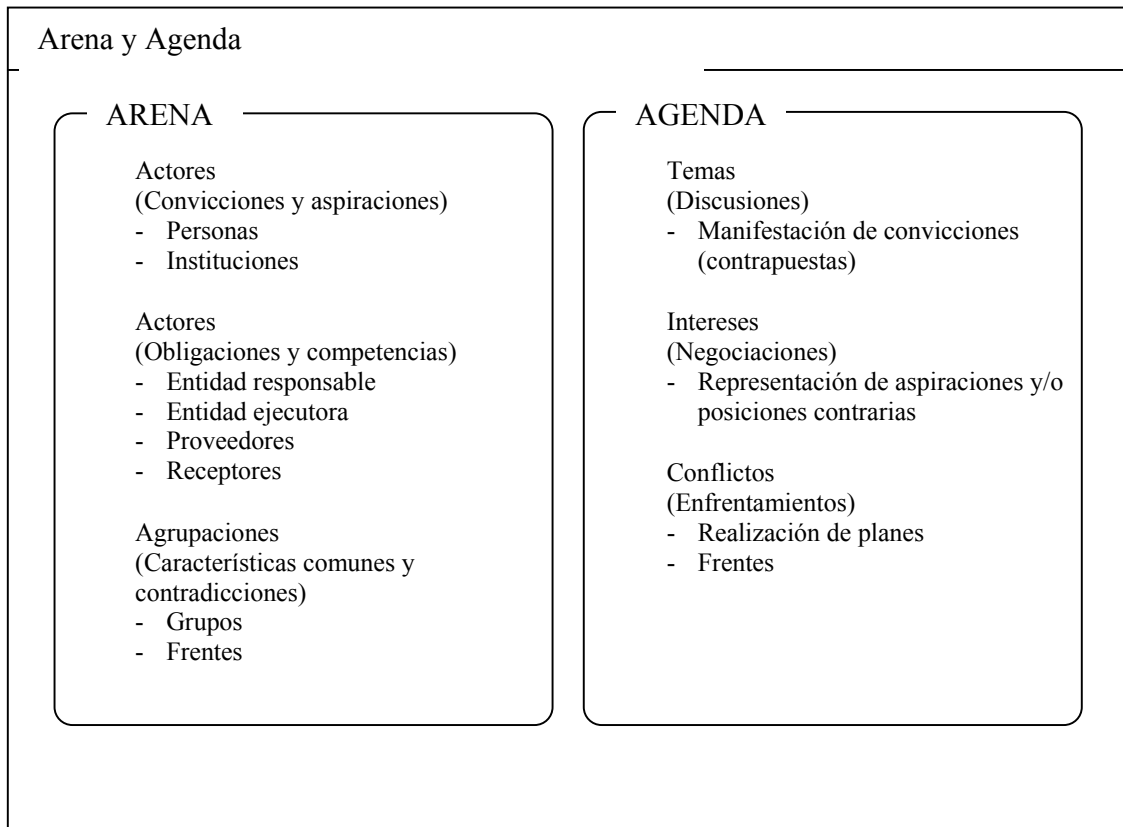 Arena y Agenda
ARENA
Actores
(Convicciones y aspiraciones)
- Personas
- Instituciones
Actores
(Obligaciones y competencias)
- Entidad responsable
- Entidad ejecutora
- Proveedores
- Receptores
Agrupaciones
(Características comunes y
contradicciones)
- Grupos
- Frentes
AGENDA
Temas
(Discusiones)
- Manifestación de convicciones
(contrapuestas)
Intereses
(Negociaciones)
- Representación de aspiraciones y/o
posiciones contrarias
Conflictos
(Enfrentamientos)
- Realización de planes
- Frentes